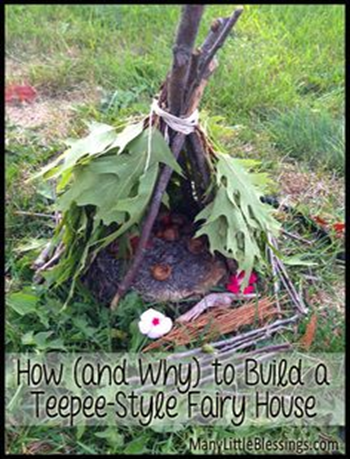 How (and Why) to Build a
Teepee-Style Fairy House
ManyLittleBlessings.com